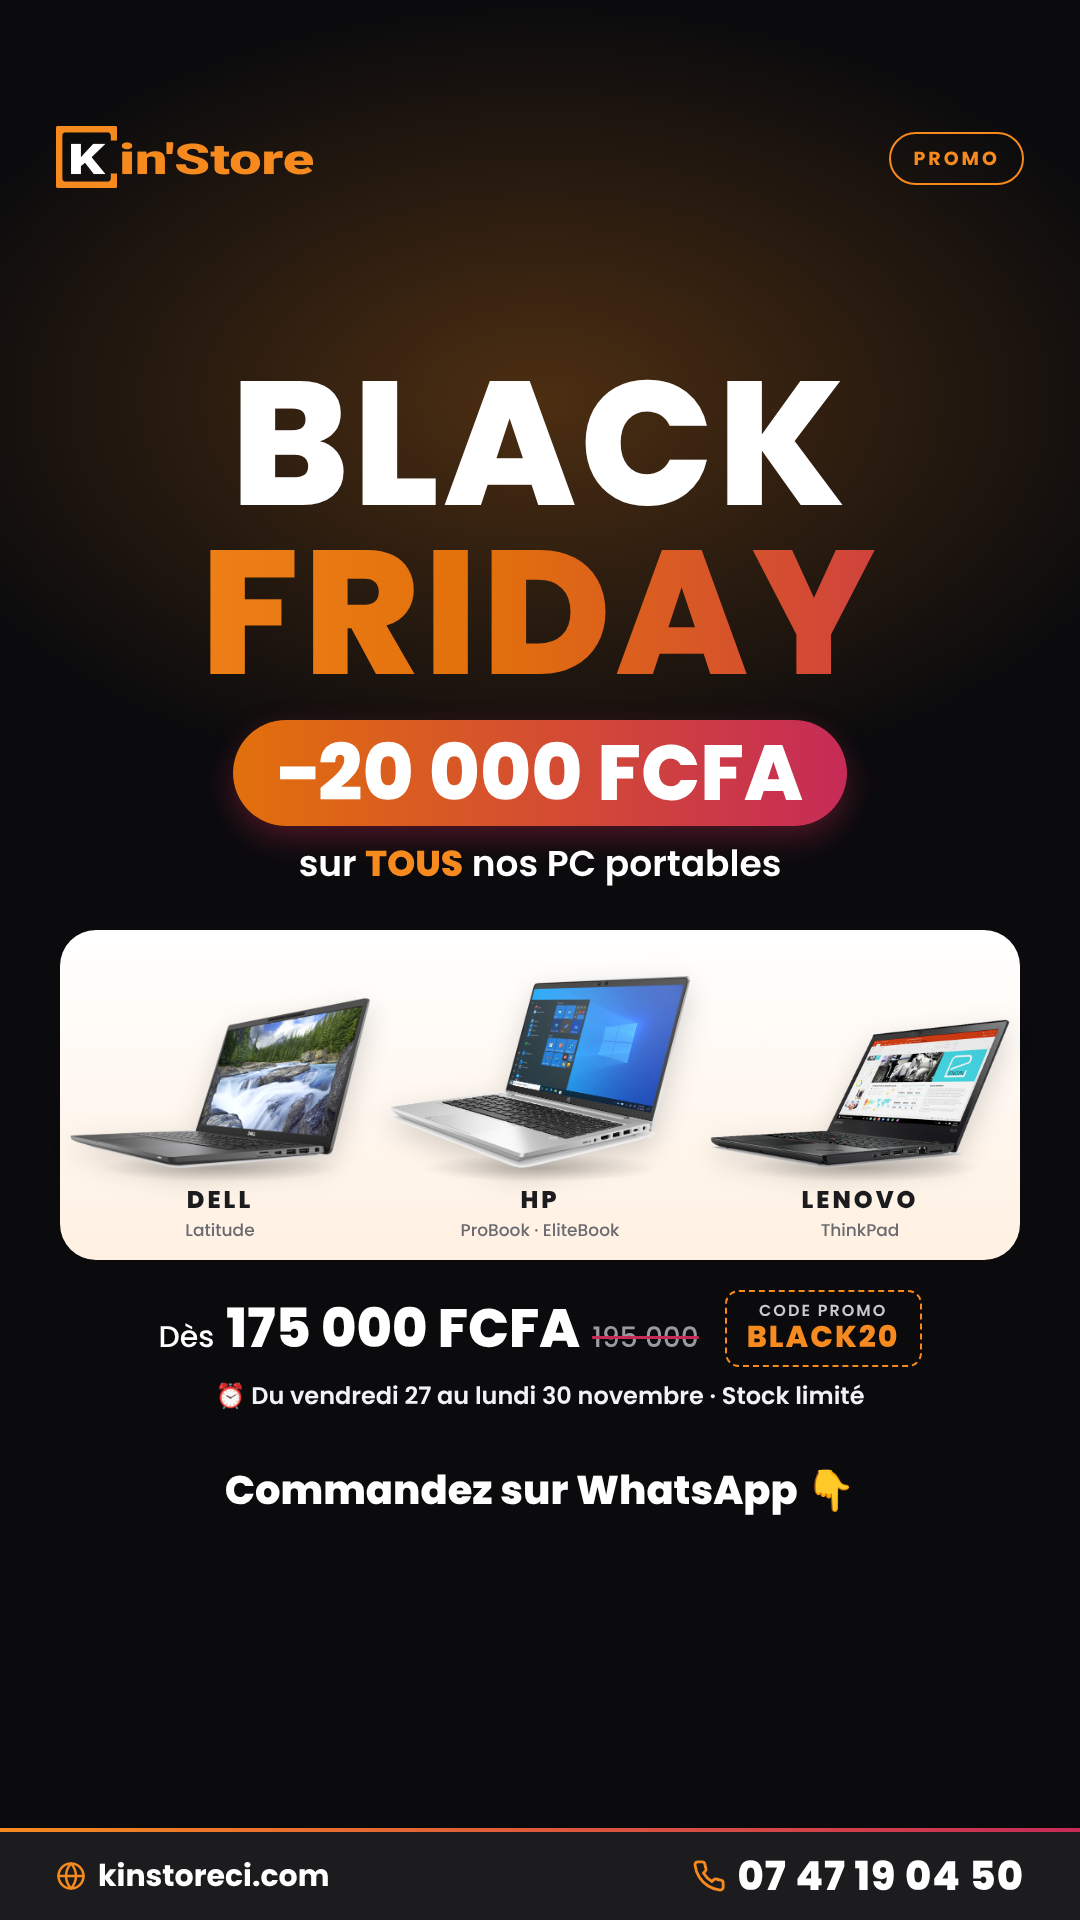 Kin'Store
PROMO
BLACK
FRIDAY
–20 000 FCFA
sur TOUS nos PC portables
DELL
Latitude
HP
ProBook · EliteBook
LENOVO
ThinkPad
Dès 175 000 FCFA 195 000
CODE PROMO
BLACK20
⏰ Du vendredi 27 au lundi 30 novembre · Stock limité
Commandez sur WhatsApp 👇
kinstoreci.com
07 47 19 04 50